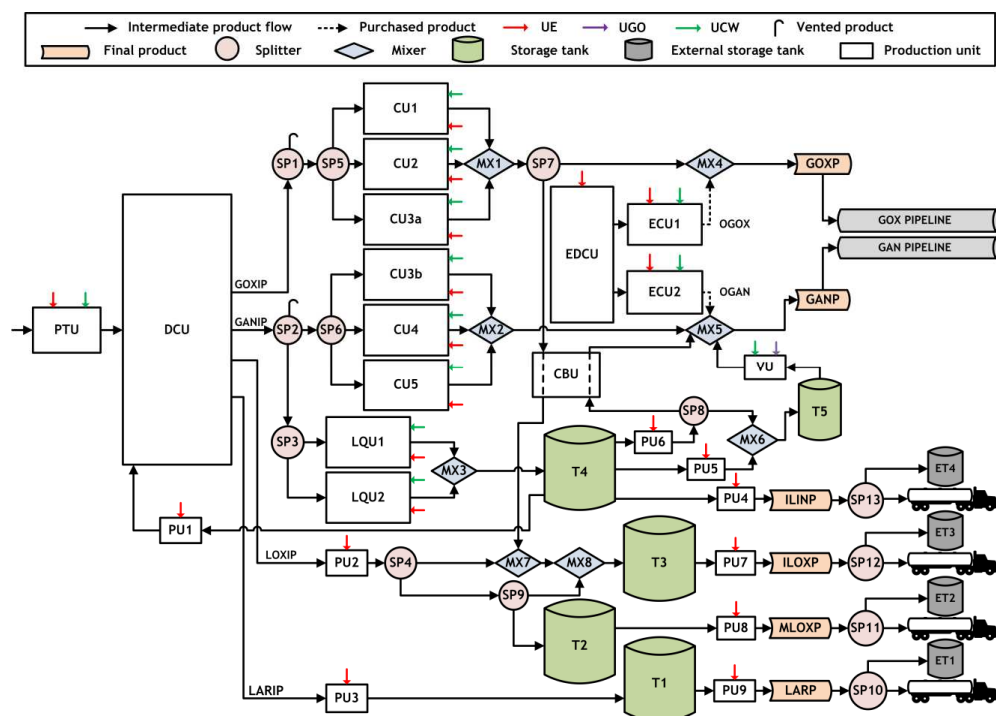 Intermediate product flow
Purchased product
UE
UGO
UCW
Vented product
Final product
Splitter
Mixer
Storage tank
External storage tank
Production unit
CU1
SP1
SP5
CU2
MX1
SP7
MX4
GOXP
CU3a
EDCU
ECU1
OGOX
GOX PIPELINE
GAN PIPELINE
CU3b
ECU2
OGAN
GOXIP
PTU
DCU
GANIP
SP2
SP6
CU4
MX2
MX5
GANP
CU5
CBU
VU
T5
SP3
LQU1
MX3
LQU2
T4
PU6
SP8
MX6
PU5
PU4
ILINP
SP13
ET4
PU1
LOXIP
PU2
SP4
MX7
MX8
T3
PU7
ILOXP
SP12
ET3
SP9
T2
PU8
MLOXP
SP11
ET2
LARIP
PU3
T1
PU9
LARP
SP10
ET1